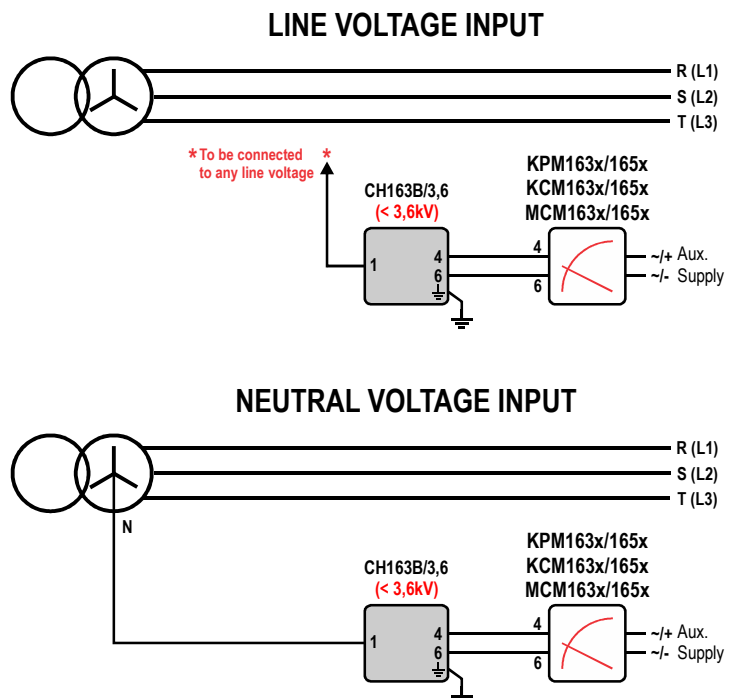 LINE VOLTAGE INPUT
R (L1)
S (L2)
T (L3)
* To be connected *
to any line voltage
CH163B/3,6
(< 3,6kV)
KPM163x/165x
KCM163x/165x
MCM163x/165x
1
4
6
4
6
~/+ Aux.
~/- Supply
NEUTRAL VOLTAGE INPUT
R (L1)
S (L2)
T (L3)
N
CH163B/3,6
(< 3,6kV)
KPM163x/165x
KCM163x/165x
MCM163x/165x
1
4
6
4
6
~/+ Aux.
~/- Supply